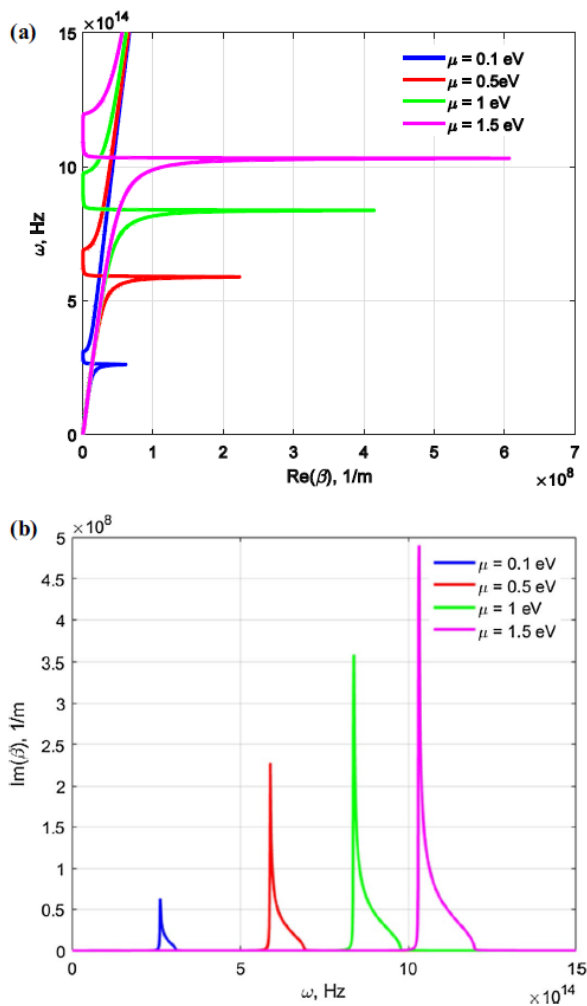 (a)
×10¹⁴
15
10
5
0
ω, Hz
μ = 0.1 eV
μ = 0.5eV
μ = 1 eV
μ = 1.5 eV
0 1 2 3 4 5 6 7
Re(β), 1/m
×10⁸
(b)
×10⁸
5
4.5
4
3.5
3
2.5
2
1.5
1
0.5
0
Im(β), 1/m
μ = 0.1 eV
μ = 0.5 eV
μ = 1 eV
μ = 1.5 eV
0 5 10 15
ω, Hz
×10¹⁴